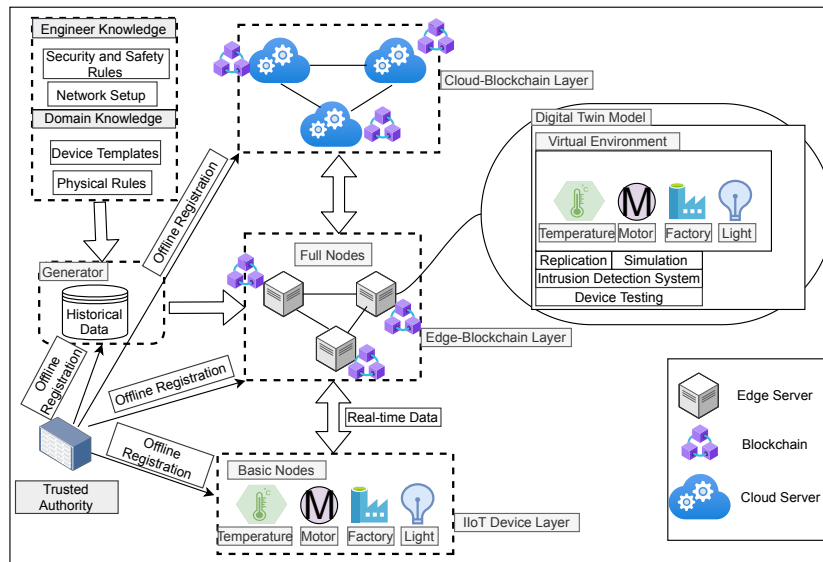 Engineer Knowledge
Security and Safety
Rules
Network Setup
Domain Knowledge
Device Templates
Physical Rules
Cloud-Blockchain Layer
Offline Registration
Digital Twin Model
Virtual Environment
Temperature
Motor
Factory
Light
Replication
Simulation
Intrusion Detection System
Device Testing
Generator
Historical
Data
Full Nodes
Edge-Blockchain Layer
Offline
Registration
Offline Registration
Offline
Registration
Real-time Data
Trusted
Authority
Basic Nodes
°C
M
Temperature
Motor
Factory
Light
IIoT Device Layer
°C
M
Edge Server
Blockchain
Cloud Server